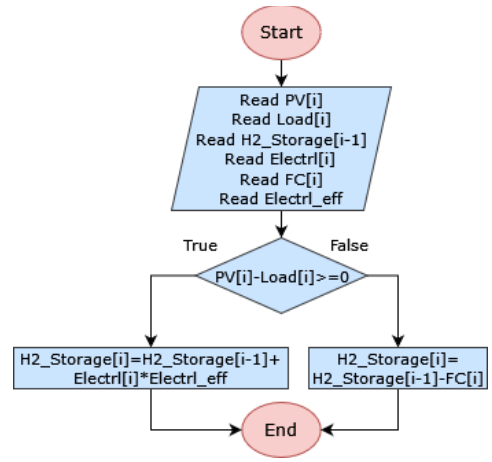 Start
Read PV[i]
Read Load[i]
Read H2_Storage[i-1]
Read Electrl[i]
Read FC[i]
Read Electrl_eff
True
False
PV[i]-Load[i]>=0
H2_Storage[i]=H2_Storage[i-1]+
Electrl[i]*Electrl_eff
H2_Storage[i]=
H2_Storage[i-1]-FC[i]
End